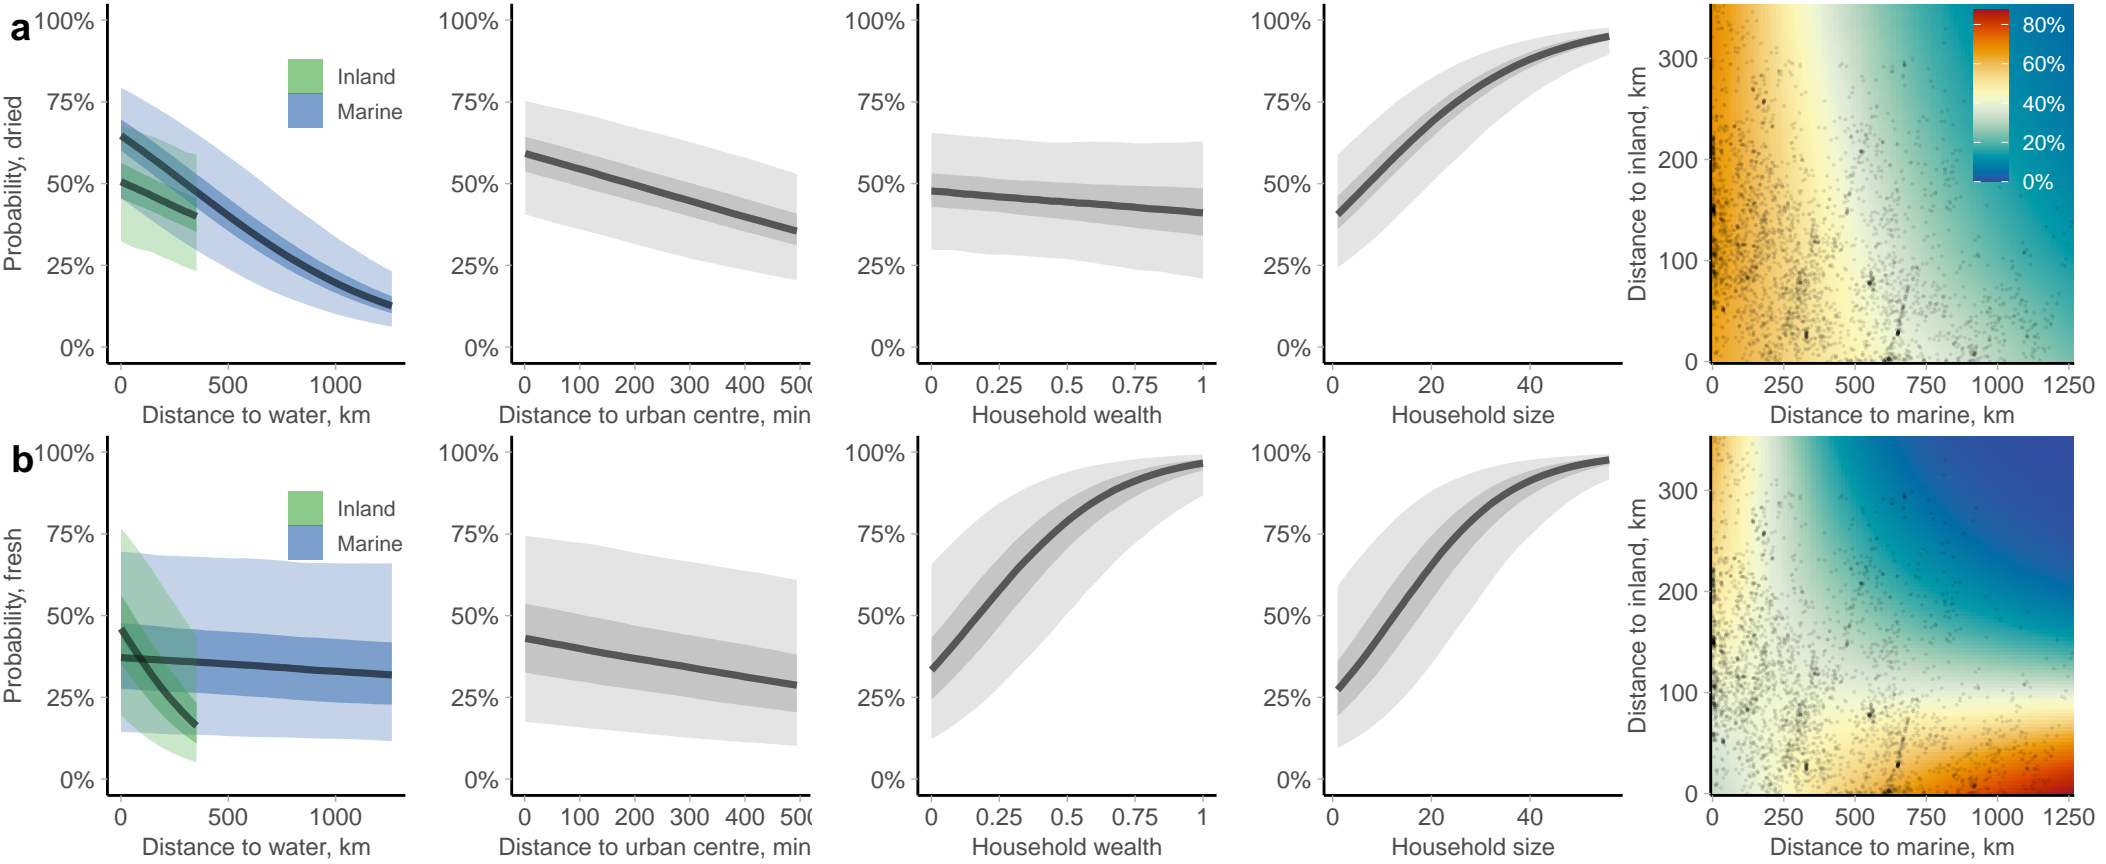 a
100%
75%
50%
25%
0%
Probability, dried
Inland
Marine
0 500 1000
Distance to water, km
100%
75%
50%
25%
0%
0 100 200 300 400 500
Distance to urban centre, min
100%
75%
50%
25%
0%
0 0.25 0.5 0.75 1
Household wealth
100%
75%
50%
25%
0%
0 20 40
Household size
Distance to inland, km
300
200
100
0
80%
60%
40%
20%
0%
0 250 500 750 1000 1250
Distance to marine, km
b
100%
75%
50%
25%
0%
Probability, fresh
Inland
Marine
0 500 1000
Distance to water, km
100%
75%
50%
25%
0%
0 100 200 300 400 500
Distance to urban centre, min
100%
75%
50%
25%
0%
0 0.25 0.5 0.75 1
Household wealth
100%
75%
50%
25%
0%
0 20 40
Household size
Distance to inland, km
300
200
100
0
0 250 500 750 1000 1250
Distance to marine, km